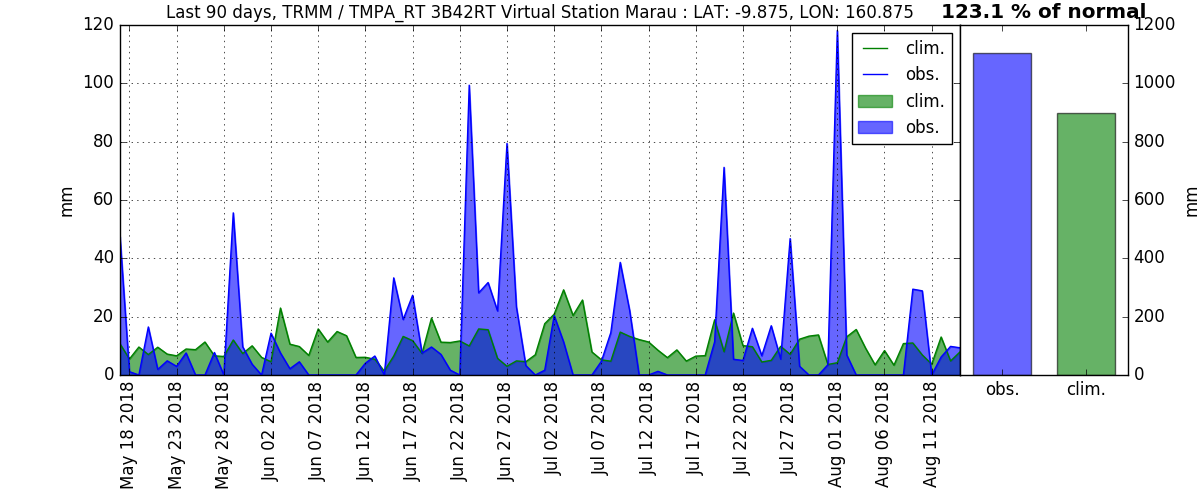 Last 90 days, TRMM / TMPA_RT 3B42RT Virtual Station Marau : LAT: -9.875, LON: 160.875
123.1 % of normal
mm
120
100
80
60
40
20
0
clim.
obs.
clim.
obs.
1200
1000
800
600
400
200
0
mm
May 18 2018
May 23 2018
May 28 2018
Jun 02 2018
Jun 07 2018
Jun 12 2018
Jun 17 2018
Jun 22 2018
Jun 27 2018
Jul 02 2018
Jul 07 2018
Jul 12 2018
Jul 17 2018
Jul 22 2018
Jul 27 2018
Aug 01 2018
Aug 06 2018
Aug 11 2018
obs.
clim.